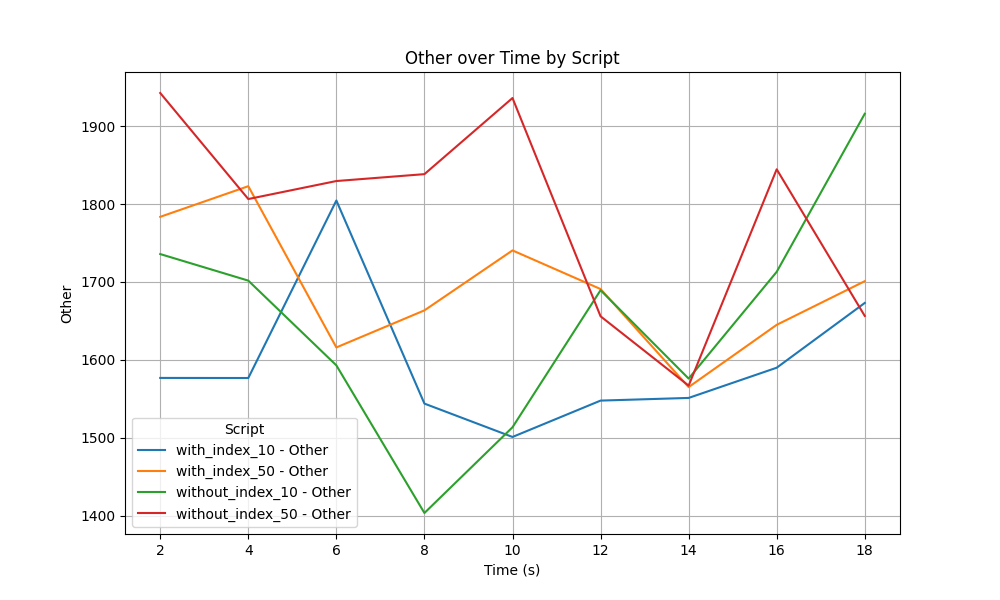 Other over Time by Script
Other
1900
1800
1700
1600
1500
1400
Script
with_index_10 - Other
with_index_50 - Other
without_index_10 - Other
without_index_50 - Other
2 4 6 8 10 12 14 16 18
Time (s)